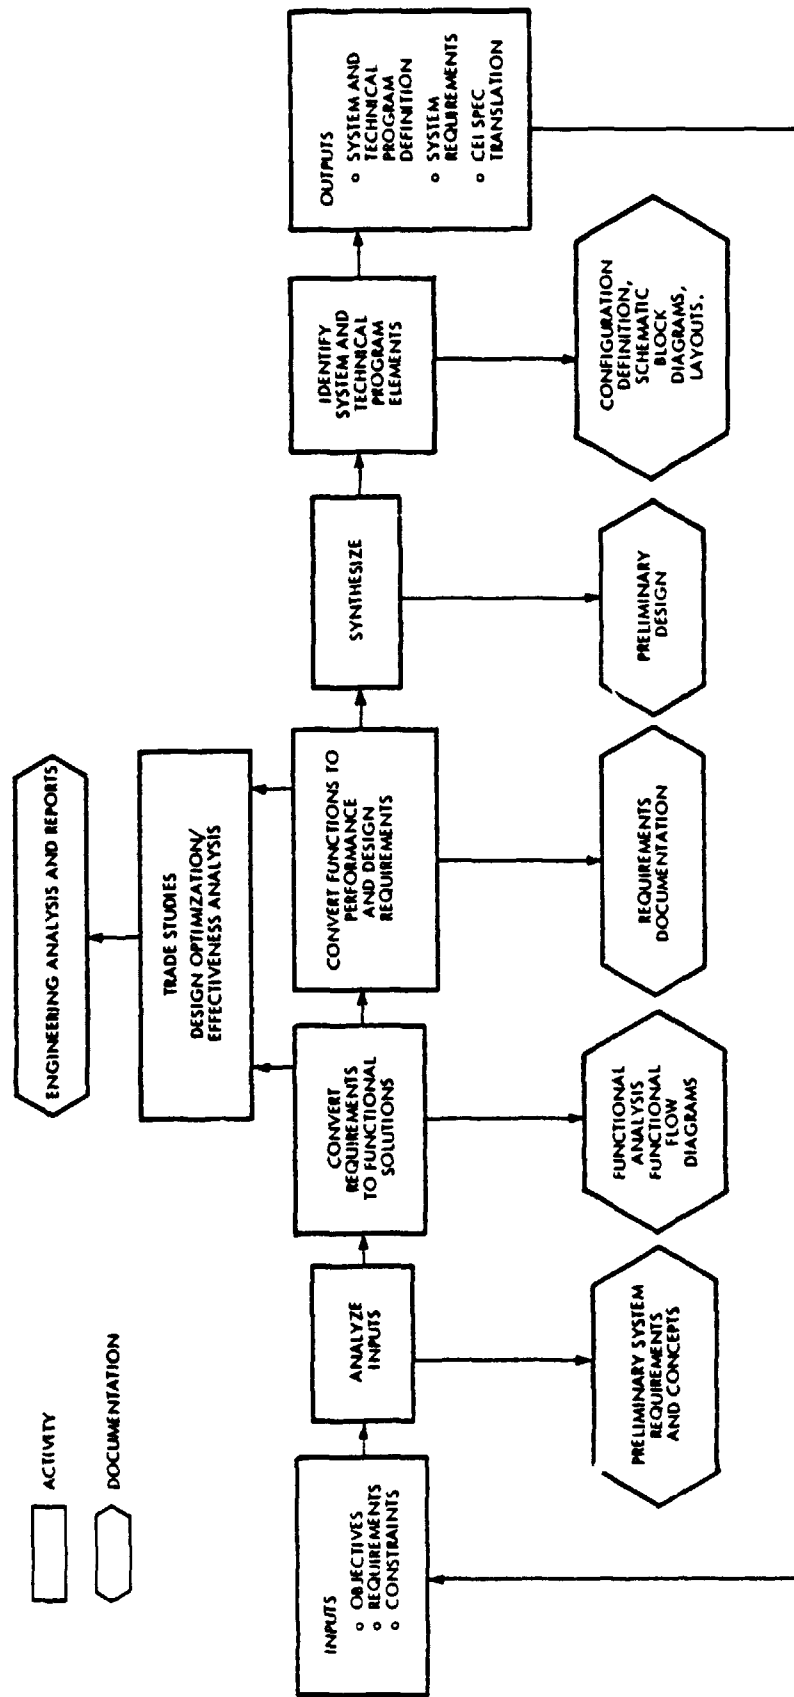 ACTIVITY
DOCUMENTATION
ENGINEERING ANALYSIS AND REPORTS
TRADE STUDIES
DESIGN OPTIMIZATION/
EFFECTIVENESS ANALYSIS
INPUTS
o OBJECTIVES
o REQUIREMENTS
o CONSTRAINTS
ANALYZE
INPUTS
CONVERT
REQUIREMENTS
TO FUNCTIONAL
SOLUTIONS
CONVERT FUNCTIONS TO
PERFORMANCE
AND DESIGN
REQUIREMENTS
SYNTHESIZE
IDENTIFY
SYSTEM AND
TECHNICAL
PROGRAM
ELEMENTS
OUTPUTS
o SYSTEM AND
TECHNICAL
PROGRAM
DEFINITION
o SYSTEM
REQUIREMENTS
o CEI SPEC
TRANSLATION
PRELIMINARY SYSTEM
REQUIREMENTS
AND CONCEPTS
FUNCTIONAL
ANALYSIS
FUNCTIONAL
FLOW
DIAGRAMS
REQUIREMENTS
DOCUMENTATION
PRELIMINARY
DESIGN
CONFIGURATION
DEFINITION,
SCHEMATIC
BLOCK
DIAGRAMS,
LAYOUTS.